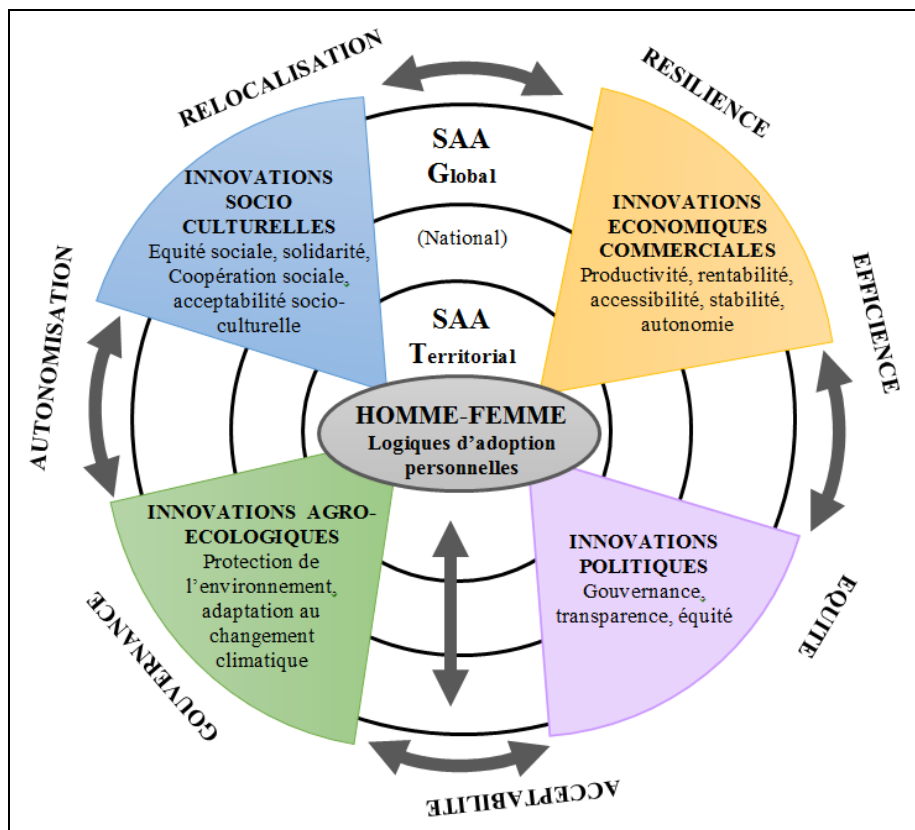 RELOCALISATION
RESILIENCE
SAA
Global
(National)
SAA
Territorial
INNOVATIONS
SOCIO
CULTURELLES
Equité sociale, solidarité,
Coopération sociale,
acceptabilité socio-
culturelle
INNOVATIONS
ECONOMIQUES
COMMERCIALES
Productivité, rentabilité,
accessibilité, stabilité,
autonomie
AUTONOMISATION
EFFICIENCE
HOMME-FEMME
Logiques d’adoption
personnelles
INNOVATIONS AGRO-
ECOLOGIQUES
Protection de
l’environnement,
adaptation au
changement
climatique
INNOVATIONS
POLITIQUES
Gouvernance,
transparence, équité
GOUVERNANCE
EQUITE
ACCEPTABILITE